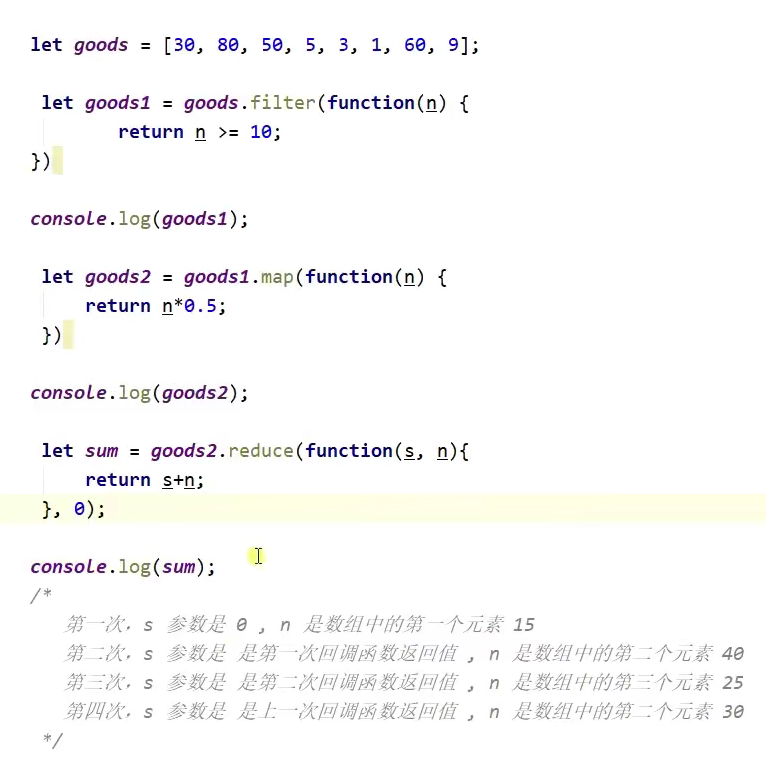 let goods = [30, 80, 50, 5, 3, 1, 60, 9];
let goods1 = goods.filter(function(n) {
return n >= 10;
})
console.log(goods1);
let goods2 = goods1.map(function(n) {
return n*0.5;
})
console.log(goods2);
let sum = goods2.reduce(function(s, n){
return s+n;
}, 0);
console.log(sum);
/*
第一次，s 参数是 0 , n 是数组中的第一个元素 15
第二次，s 参数是 是第一次回调函数返回值 , n 是数组中的第二个元素 40
第三次，s 参数是 是第二次回调函数返回值 , n 是数组中的第三个元素 25
第四次，s 参数是 是上一次回调函数返回值 , n 是数组中的第二个元素 30
*/